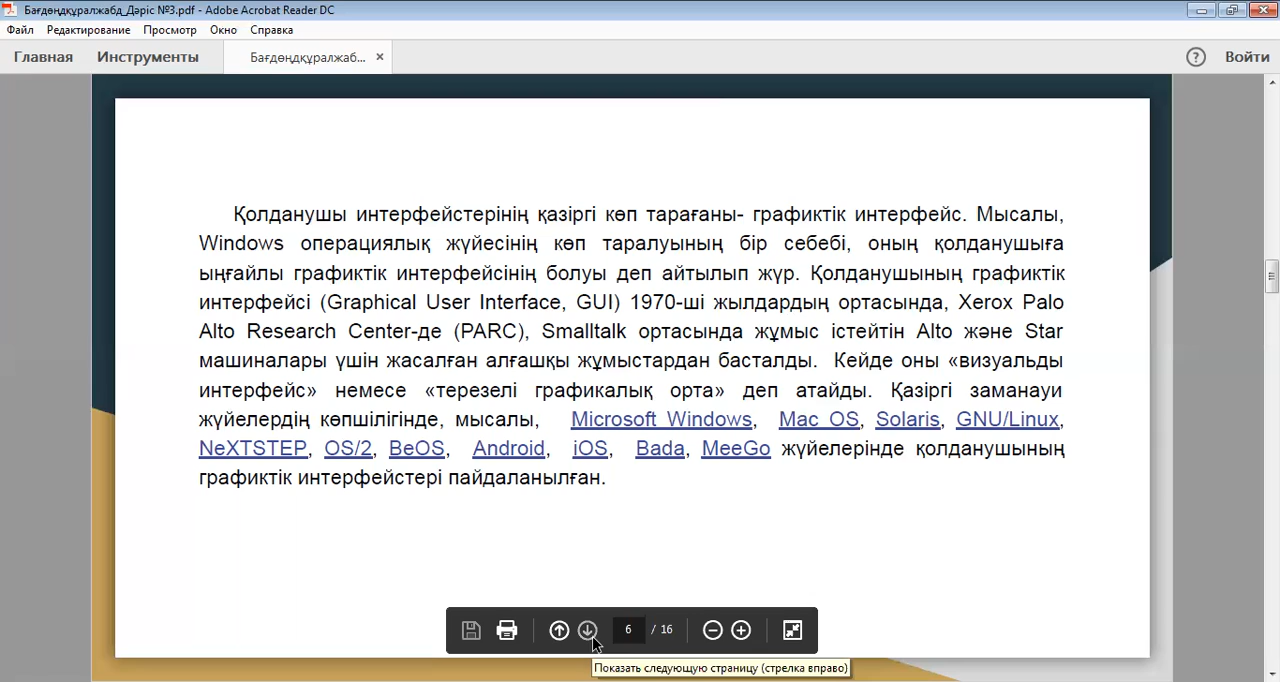 Бағдөндқұралжабд_Дәріс №3.pdf - Adobe Acrobat Reader DC
Файл Редактирование Просмотр Окно Справка
Главная Инструменты Бағдөңдқұралжаб... × ? Войти
Қолданушы интерфейстерінің қазіргі көп тарағаны- графиктік интерфейс. Мысалы,
Windows операциялық жүйесінің көп таралуының бір себебі, оның қолданушыға
ыңғайлы графиктік интерфейсінің болуы деп айтылып жүр. Қолданушының графиктік
интерфейсі (Graphical User Interface, GUI) 1970-ші жылдардың ортасында, Xerox Palo
Alto Research Center-де (PARC), Smalltalk ортасында жұмыс істейтін Alto және Star
машиналары үшін жасалған алғашқы жұмыстардан басталды. Кейде оны «визуальды
интерфейс» немесе «терезелі графикалық орта» деп атайды. Қазіргі заманауи
жүйелердің көпшілігінде, мысалы, Microsoft Windows, Mac OS, Solaris, GNU/Linux,
NeXTSTEP, OS/2, BeOS, Android, iOS, Bada, MeeGo жүйелерінде қолданушының
графиктік интерфейстері пайдаланылған.
6 / 16
Показать следующую страницу (стрелка вправо)